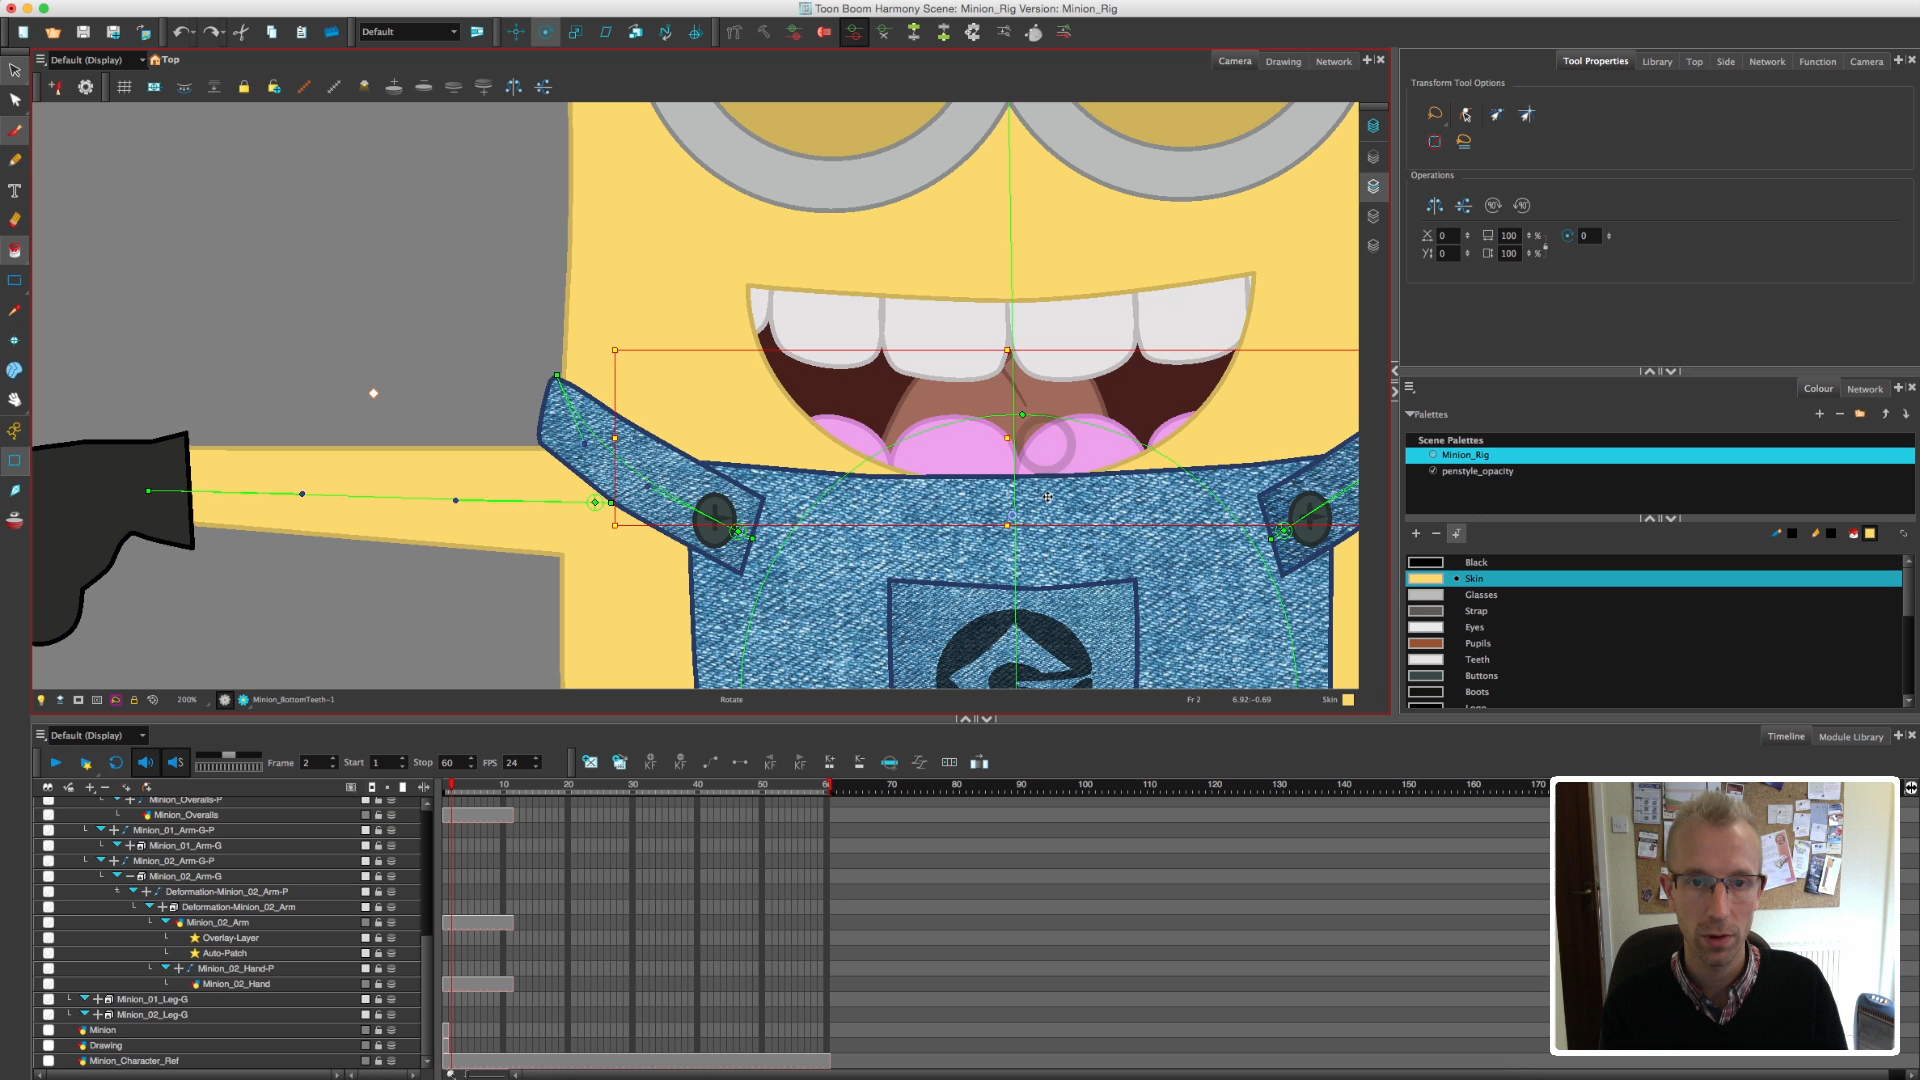 Toon Boom Harmony Scene: Minion_Rig Version: Minion_Rig
Default
Default (Display)
Top
Camera
Drawing
Network
Tool Properties
Library
Top
Side
Network
Function
Camera
Transform Tool Options
Operations
0
100
%
0
0
100
%
Colour
Network
Palettes
Scene Palettes
Minion_Rig
penstyle_opacity
Black
Skin
Glasses
Strap
Eyes
Pupils
Teeth
Buttons
Boots
200%
Minion_BottomTeeth-1
Rotate
Fr 2
6.92:-0.69
Skin
Default (Display)
Timeline
Module Library
Frame
2
Start
1
Stop
60
FPS
24
10
20
30
40
50
60
70
80
90
100
110
120
130
140
150
160
170
Minion_Overalls-P
Minion_Overalls
Minion_01_Arm-G-P
Minion_01_Arm-G
Minion_02_Arm-G-P
Minion_02_Arm-G
Deformation-Minion_02_Arm-P
Deformation-Minion_02_Arm
Minion_02_Arm
Overlay-Layer
Auto-Patch
Minion_02_Hand-P
Minion_02_Hand
Minion_01_Leg-G
Minion_02_Leg-G
Minion
Drawing
Minion_Character_Ref